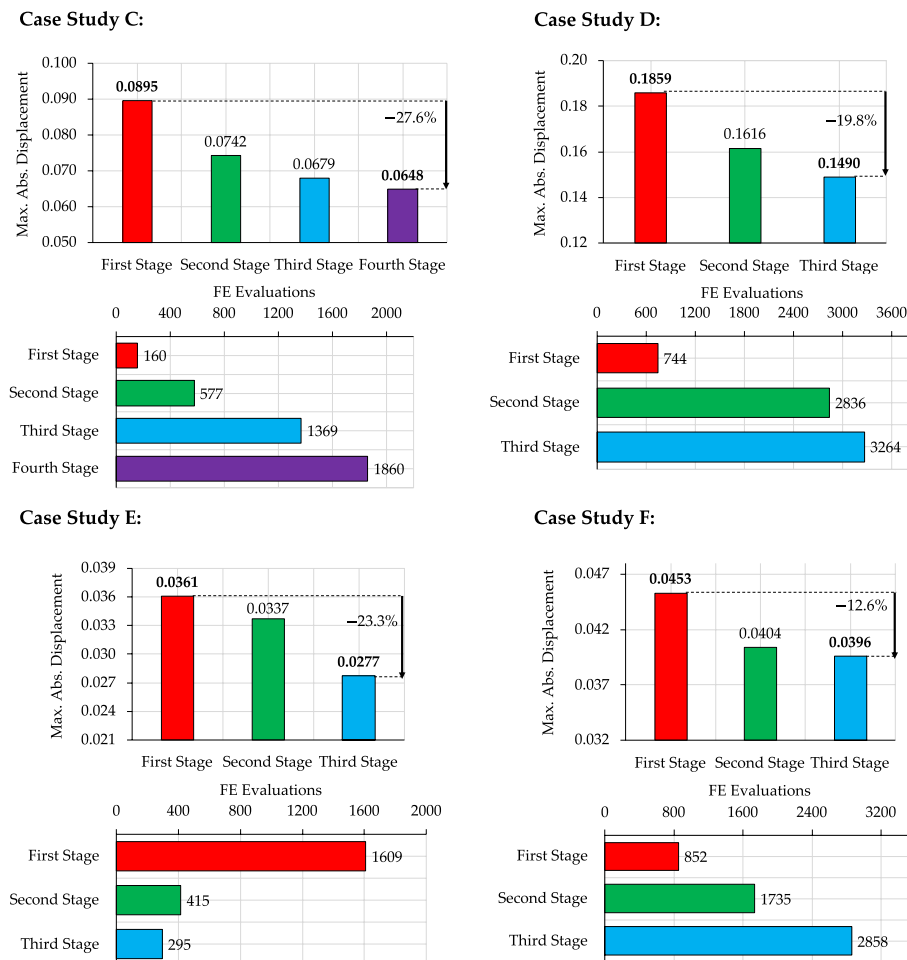 Case Study C:
Max. Abs. Displacement
0.100
0.090
0.080
0.070
0.060
0.050
0.0895
0.0742
0.0679
0.0648
−27.6%
First Stage Second Stage Third Stage Fourth Stage
FE Evaluations
0 400 800 1200 1600 2000
First Stage 160
Second Stage 577
Third Stage 1369
Fourth Stage 1860
Case Study D:
Max. Abs. Displacement
0.20
0.18
0.16
0.14
0.12
0.1859
0.1616
0.1490
−19.8%
First Stage Second Stage Third Stage
FE Evaluations
0 600 1200 1800 2400 3000 3600
First Stage 744
Second Stage 2836
Third Stage 3264
Case Study E:
Max. Abs. Displacement
0.039
0.036
0.033
0.030
0.027
0.024
0.021
0.0361
0.0337
0.0277
−23.3%
First Stage Second Stage Third Stage
FE Evaluations
0 400 800 1200 1600 2000
First Stage 1609
Second Stage 415
Third Stage 295
Case Study F:
Max. Abs. Displacement
0.047
0.042
0.037
0.032
0.0453
0.0404
0.0396
−12.6%
First Stage Second Stage Third Stage
FE Evaluations
0 800 1600 2400 3200
First Stage 852
Second Stage 1735
Third Stage 2858